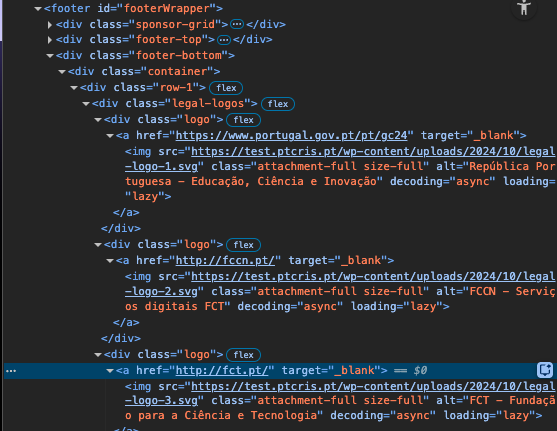 <footer id="footerWrapper">
<div class="sponsor-grid">…</div>
<div class="footer-top">…</div>
<div class="footer-bottom">
<div class="container">
<div class="row-1"> flex
<div class="legal-logos"> flex
<div class="logo"> flex
<a href="https://www.portugal.gov.pt/pt/gc24" target="_blank">
<img src="https://test.ptcris.pt/wp-content/uploads/2024/10/legal
-logo-1.svg" class="attachment-full size-full" alt="República Por
tuguesa - Educação, Ciência e Inovação" decoding="async" loading=
"lazy">
</a>
</div>
<div class="logo"> flex
<a href="http://fccn.pt/" target="_blank">
<img src="https://test.ptcris.pt/wp-content/uploads/2024/10/legal
-logo-2.svg" class="attachment-full size-full" alt="FCCN - Serviç
os digitais FCT" decoding="async" loading="lazy">
</a>
</div>
<div class="logo"> flex
… <a href="http://fct.pt/" target="_blank"> == $0
<img src="https://test.ptcris.pt/wp-content/uploads/2024/10/legal
-logo-3.svg" class="attachment-full size-full" alt="FCT - Fundaçã
o para a Ciência e Tecnologia" decoding="async" loading="lazy">